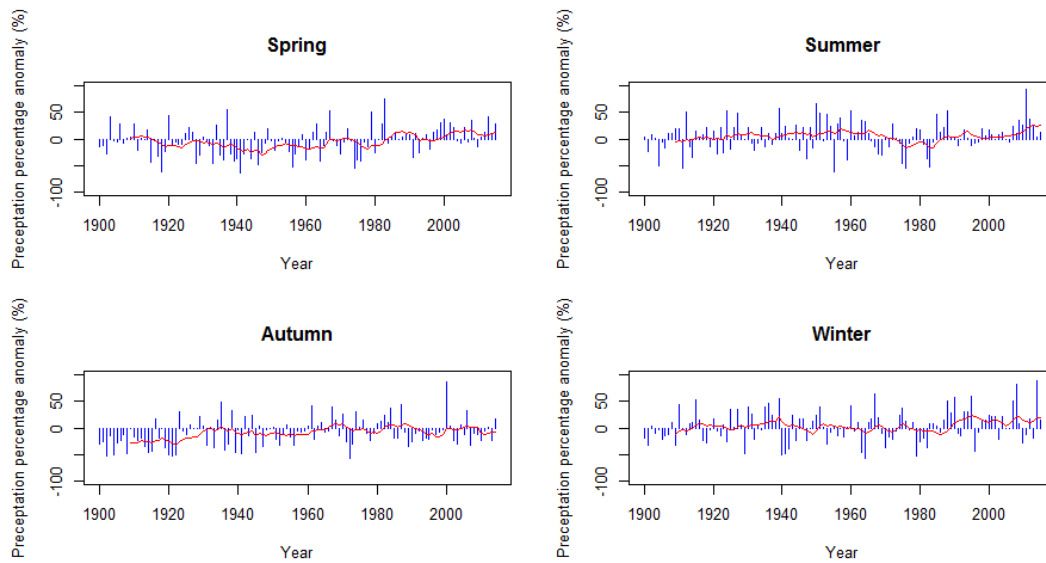 Spring
Preceptation percentage anomaly (%)
50
0
-100
1900 1920 1940 1960 1980 2000
Year
Summer
Preceptation percentage anomaly (%)
50
0
-100
1900 1920 1940 1960 1980 2000
Year
Autumn
Preceptation percentage anomaly (%)
50
0
-100
1900 1920 1940 1960 1980 2000
Year
Winter
Preceptation percentage anomaly (%)
50
0
-100
1900 1920 1940 1960 1980 2000
Year